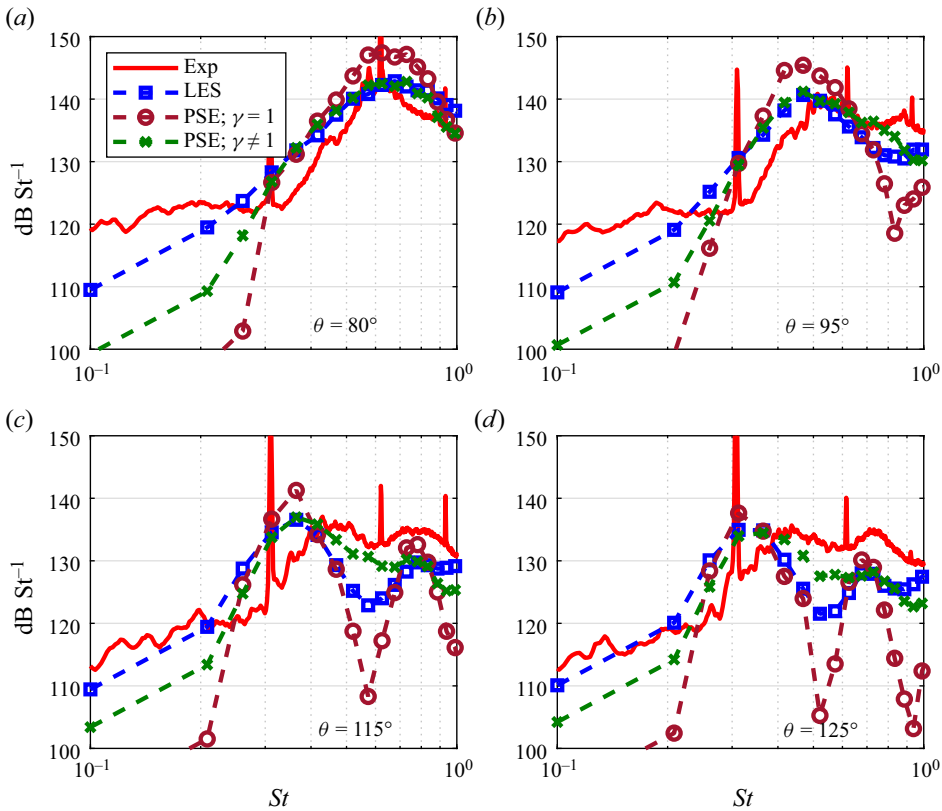 (a)
(b)
150
140
130
120
110
100
dB St⁻¹
Exp
LES
PSE; γ = 1
PSE; γ ≠ 1
θ = 80°
10⁻¹
10⁰
150
140
130
120
110
100
θ = 95°
10⁻¹
10⁰
(c)
(d)
150
140
130
120
110
100
dB St⁻¹
θ = 115°
10⁻¹
10⁰
St
150
140
130
120
110
100
θ = 125°
10⁻¹
10⁰
St